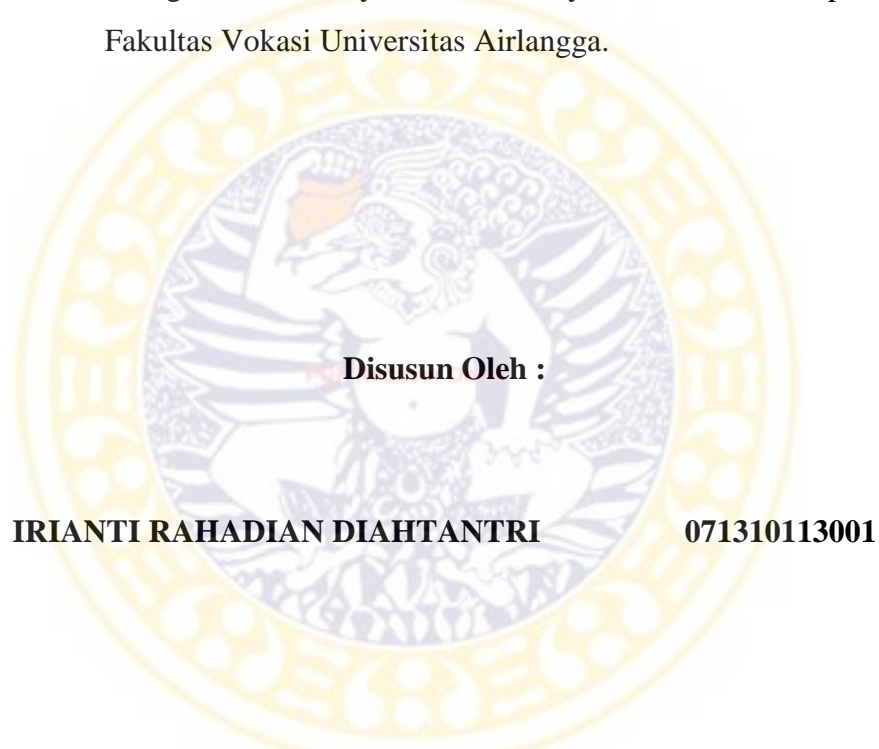 Fakultas Vokasi Universitas Airlangga.
Disusun Oleh :
IRIANTI RAHADIAN DIAHTANTRI 071310113001